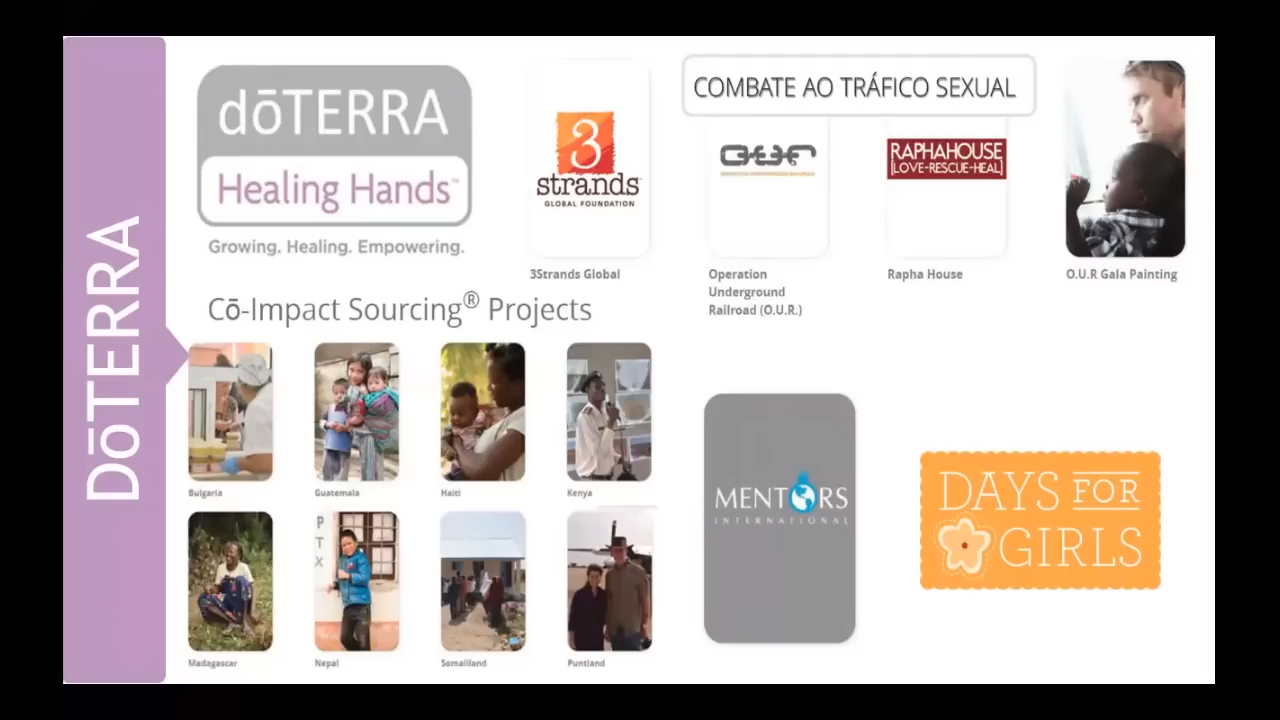 DōTERRA
dōTERRA
Healing Hands™
Growing. Healing. Empowering.
3
strands
GLOBAL FOUNDATION
3Strands Global
COMBATE AO TRÁFICO SEXUAL
OUR
Operation
Underground
Railroad (O.U.R.)
RAPHAHOUSE
[LOVE-RESCUE-HEAL]
Rapha House
O.U.R Gala Painting
Cō-Impact Sourcing® Projects
Bulgaria
Guatemala
Haiti
Kenya
P
T
X
Madagascar
Nepal
Somaliland
Puntland
MENTORS
INTERNATIONAL
DAYS FOR
GIRLS